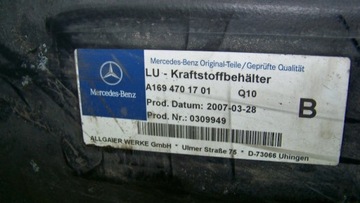 Mercedes-Benz Original-Teile/Geprüfte Qualität
LU - Kraftstoffbehälter
A169 470 17 01 Q10
Mercedes-Benz
Prod. Datum: 2007-03-28
B
Prod. Nr.: 0309949
ALLGAIER WERKE GmbH * Ulmer Straße 75 * D-73066 Uhingen